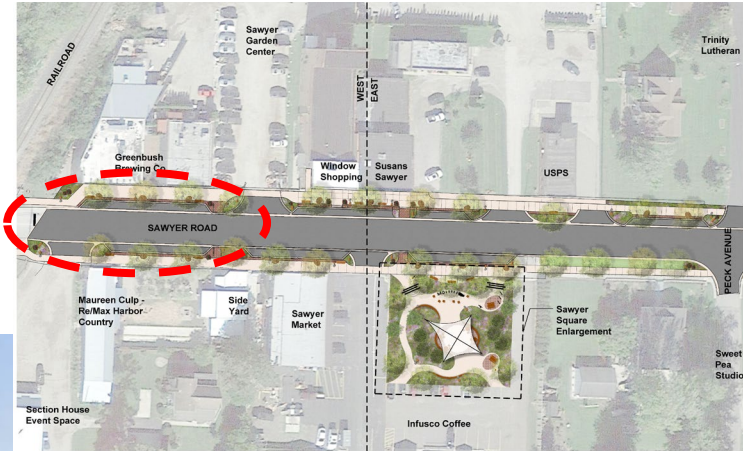 Sawyer
Garden
Center
Trinity
Lutheran
RAILROAD
WEST
EAST
Greenbush
Brewing Co
Window
Shopping
Susans
Sawyer
USPS
SAWYER ROAD
PECK AVENUE
Maureen Culp -
Re/Max Harbor
Country
Side
Yard
Sawyer
Market
Sawyer
Square
Enlargement
Sweet
Pea
Studio
Section House
Event Space
Infusco Coffee